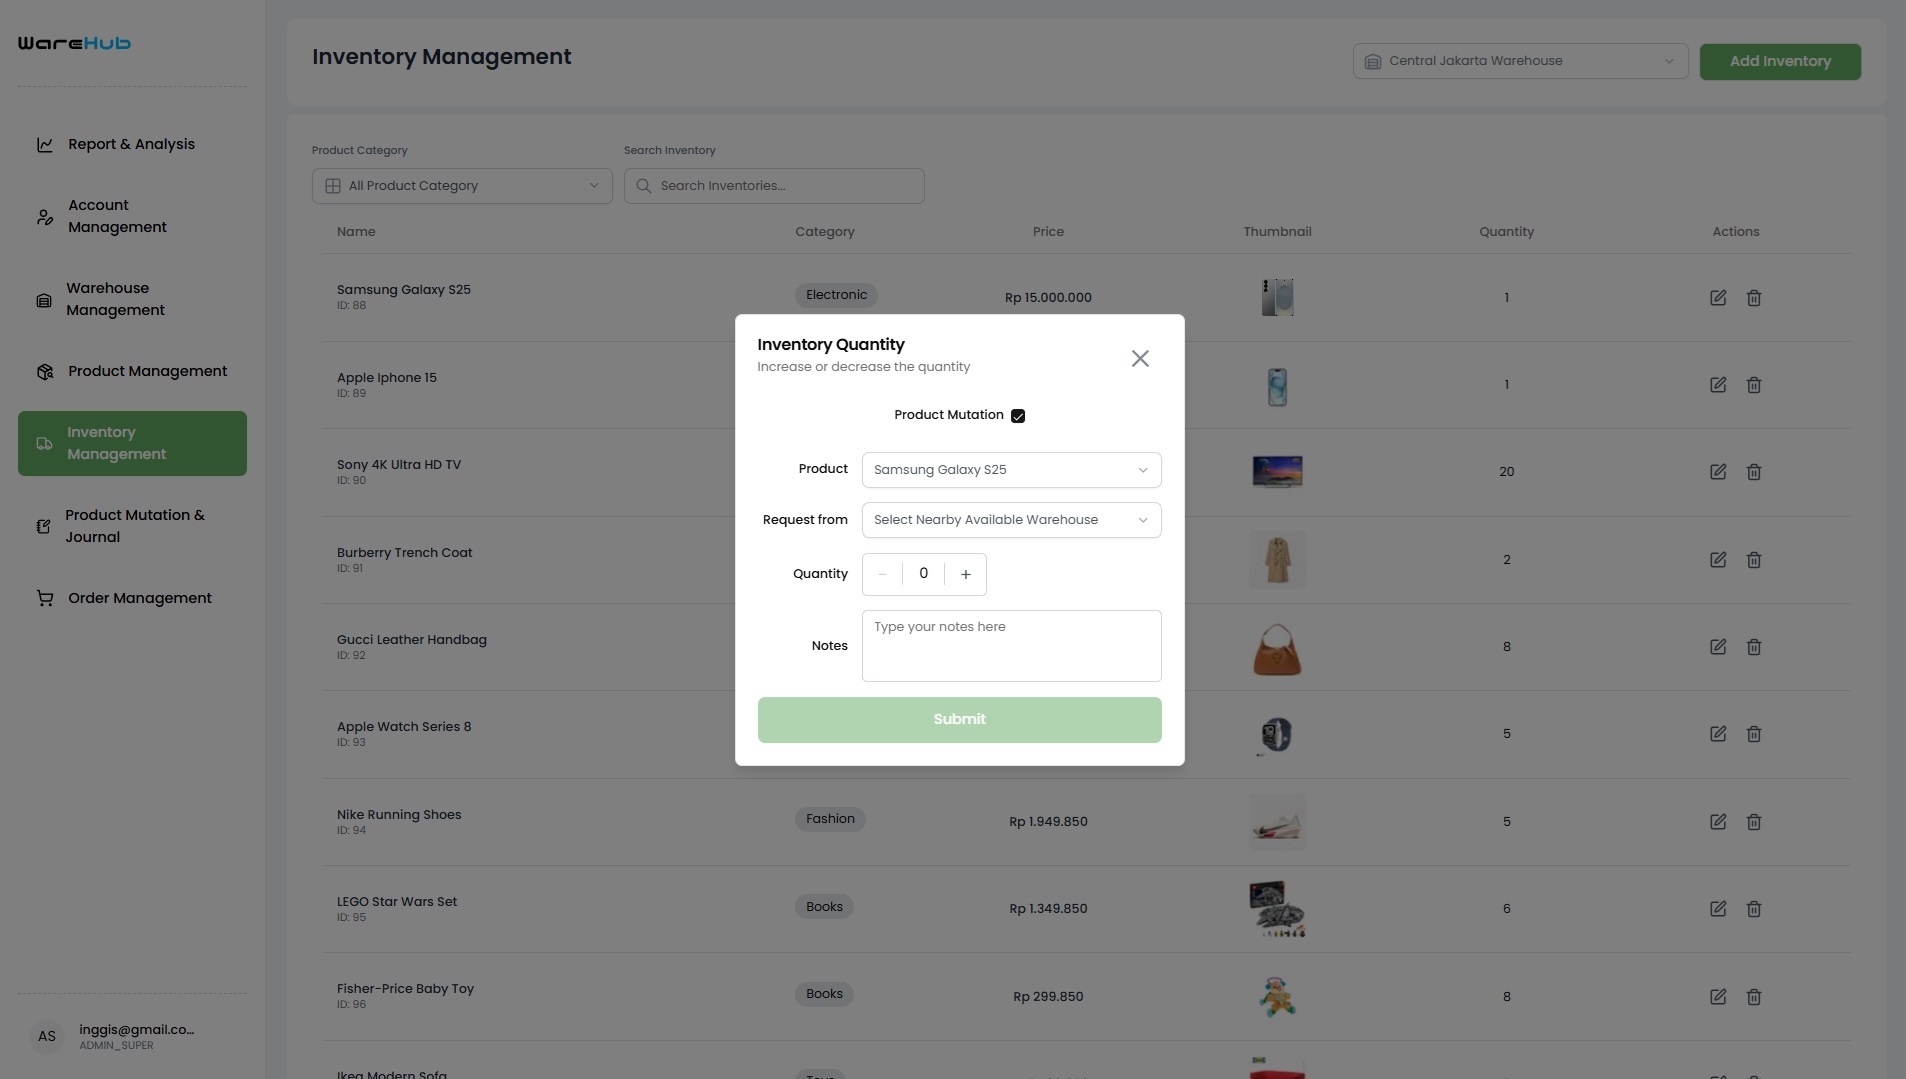 WareHub
Report & Analysis
Account
Management
Warehouse
Management
Product Management
Inventory
Management
Product Mutation &
Journal
Order Management
AS
inggis@gmail.co...
ADMIN_SUPER
Inventory Management
Central Jakarta Warehouse
Add Inventory
Product Category
Search Inventory
All Product Category
Search Inventories...
Name Category Price Thumbnail Quantity Actions
Samsung Galaxy S25 Electronic Rp 15.000.000 1
ID: 88
Apple Iphone 15 1
ID: 89
Sony 4K Ultra HD TV 20
ID: 90
Burberry Trench Coat 2
ID: 91
Gucci Leather Handbag 8
ID: 92
Apple Watch Series 8 5
ID: 93
Nike Running Shoes Fashion Rp 1.949.850 5
ID: 94
LEGO Star Wars Set Books Rp 1.349.850 6
ID: 95
Fisher-Price Baby Toy Books Rp 299.850 8
ID: 96
Ikea Modern Sofa
Inventory Quantity
Increase or decrease the quantity
Product Mutation
Product Samsung Galaxy S25
Request from Select Nearby Available Warehouse
Quantity − 0 +
Notes Type your notes here
Submit